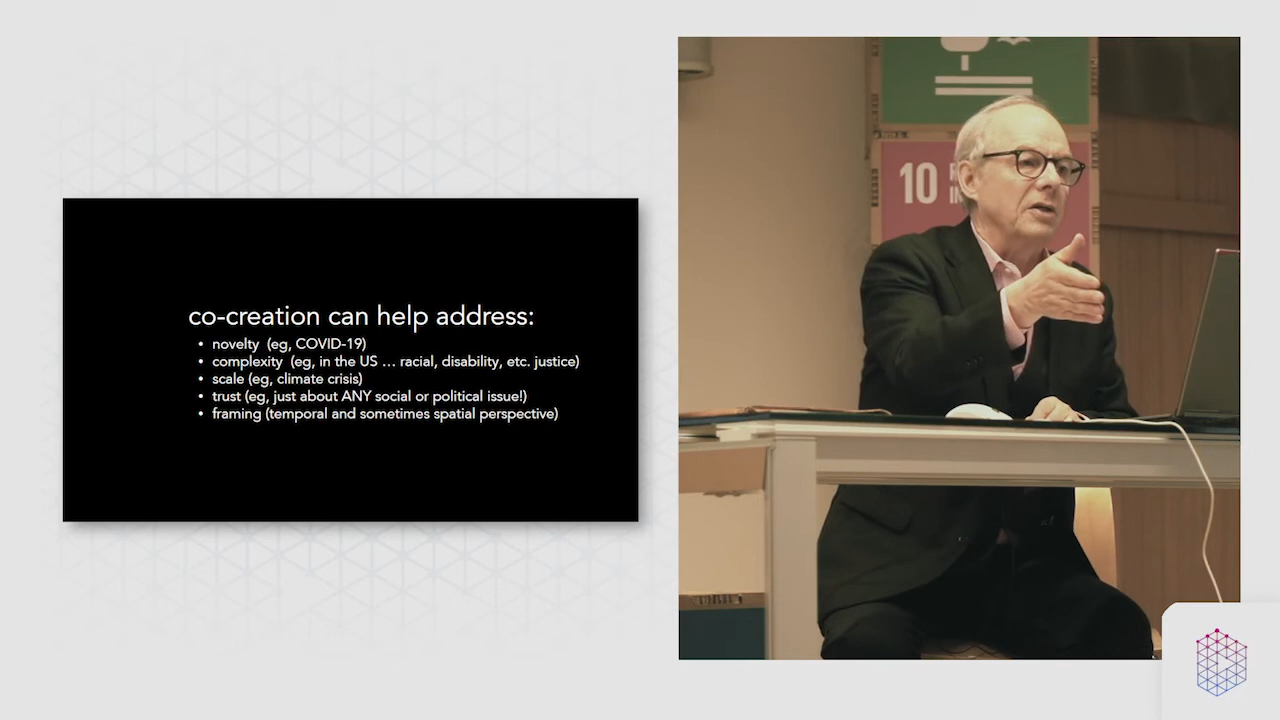 co-creation can help address:
• novelty (eg, COVID-19)
• complexity (eg, in the US ... racial, disability, etc. justice)
• scale (eg, climate crisis)
• trust (eg, just about ANY social or political issue!)
• framing (temporal and sometimes spatial perspective)
10